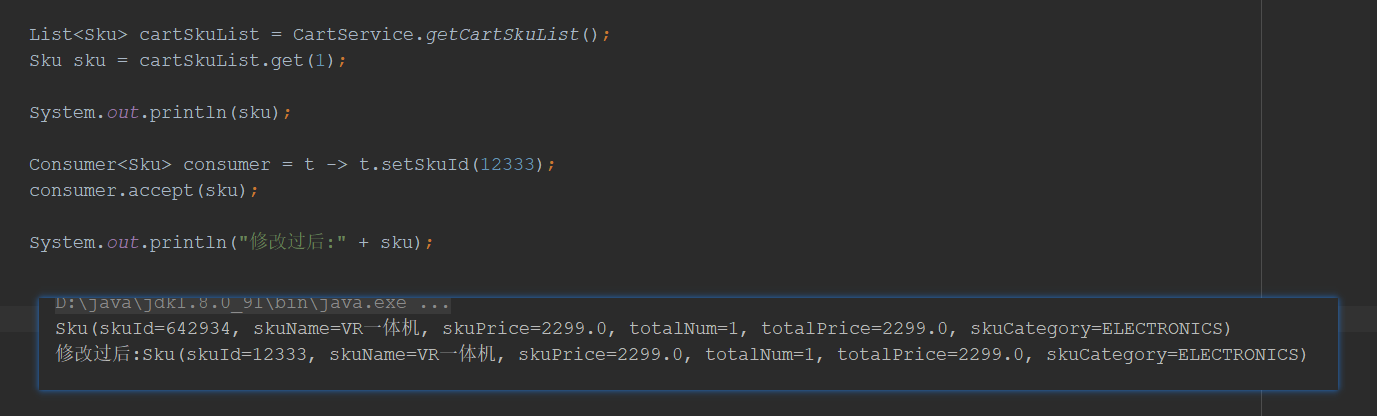 List<Sku> cartSkuList = CartService.getCartSkuList();
Sku sku = cartSkuList.get(1);
System.out.println(sku);
Consumer<Sku> consumer = t -> t.setSkuId(12333);
consumer.accept(sku);
System.out.println("修改过后:" + sku);
D:\java\jdk1.8.0_91\bin\java.exe ...
Sku(skuId=642934, skuName=VR一体机, skuPrice=2299.0, totalNum=1, totalPrice=2299.0, skuCategory=ELECTRONICS)
修改过后:Sku(skuId=12333, skuName=VR一体机, skuPrice=2299.0, totalNum=1, totalPrice=2299.0, skuCategory=ELECTRONICS)